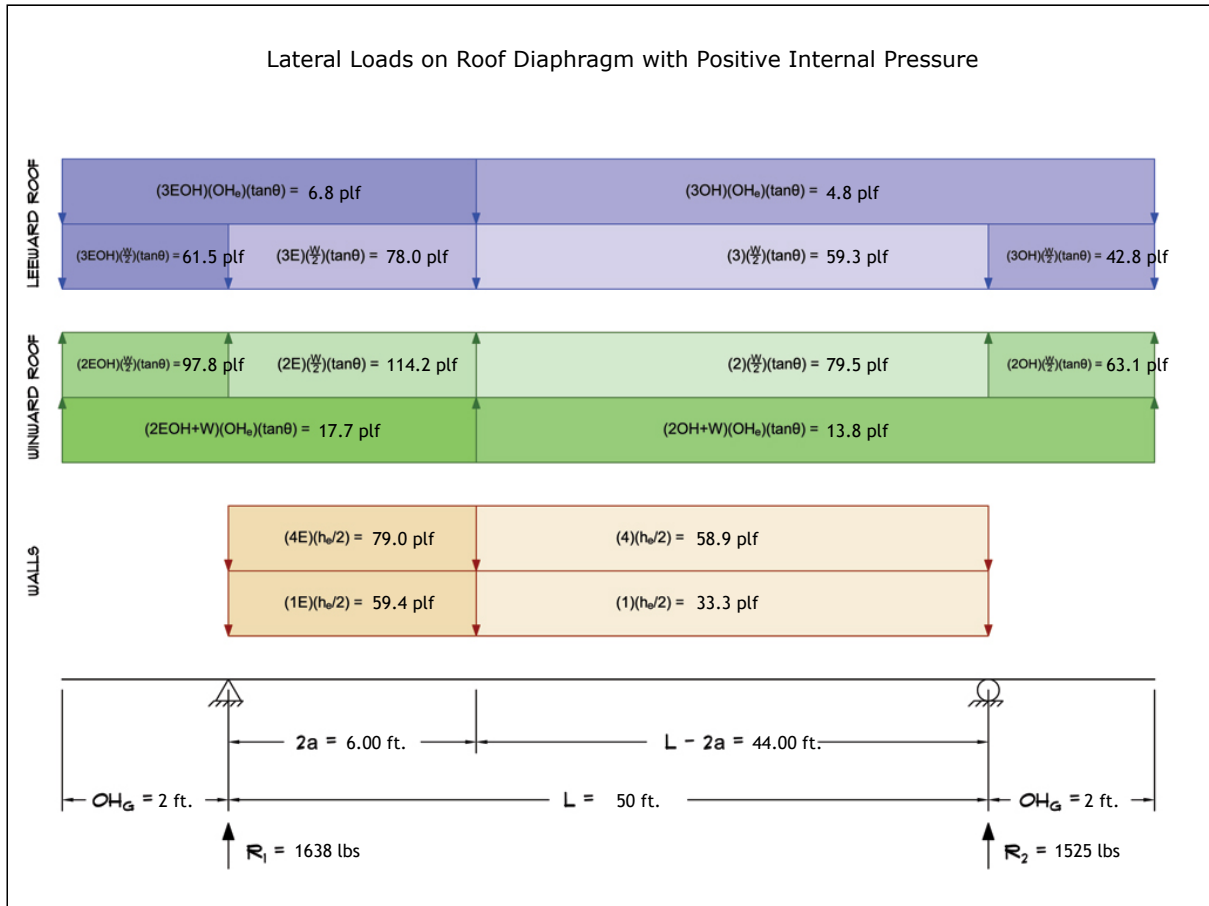 Lateral Loads on Roof Diaphragm with Positive Internal Pressure
LEEWARD ROOF
(3EOH)(OHₑ)(tanθ) = 6.8 plf
(3OH)(OHₑ)(tanθ) = 4.8 plf
(3EOH)(W/2)(tanθ) = 61.5 plf
(3E)(W/2)(tanθ) = 78.0 plf
(3)(W/2)(tanθ) = 59.3 plf
(3OH)(W/2)(tanθ) = 42.8 plf
WINWARD ROOF
(2EOH)(W/2)(tanθ) = 97.8 plf
(2E)(W/2)(tanθ) = 114.2 plf
(2)(W/2)(tanθ) = 79.5 plf
(2OH)(W/2)(tanθ) = 63.1 plf
(2EOH+W)(OHₑ)(tanθ) = 17.7 plf
(2OH+W)(OHₑ)(tanθ) = 13.8 plf
WALLS
(4E)(hₑ/2) = 79.0 plf
(4)(hₑ/2) = 58.9 plf
(1E)(hₑ/2) = 59.4 plf
(1)(hₑ/2) = 33.3 plf
2a = 6.00 ft.
L - 2a = 44.00 ft.
OH_G = 2 ft.
L = 50 ft.
OH_G = 2 ft.
R₁ = 1638 lbs
R₂ = 1525 lbs